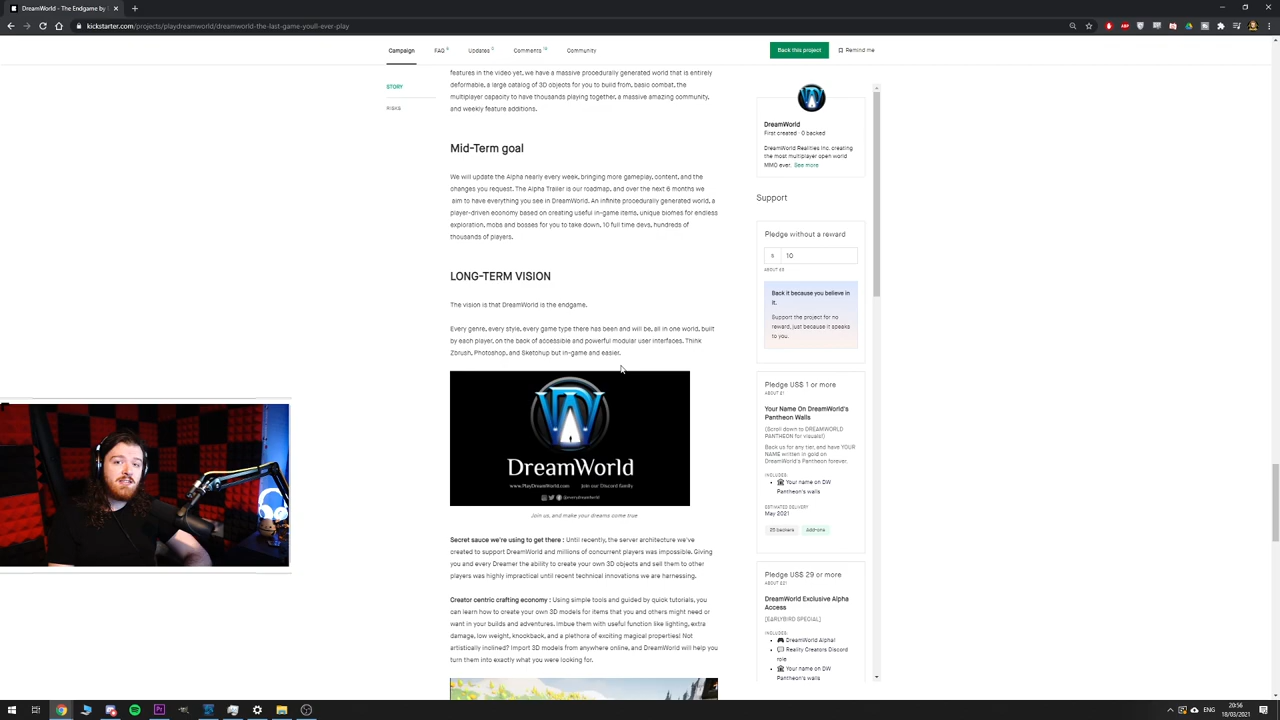 DreamWorld - The Endgame by
kickstarter.com/projects/playdreamworld/dreamworld-the-last-game-youll-ever-play
Campaign
FAQ
Updates
Comments
Community
Back this project
Remind me
STORY
RISKS
features in the video yet, we have a massive procedurally generated world that is entirely
deformable, a large catalog of 3D objects for you to build from, basic combat, the
multiplayer capacity to have thousands playing together, a massive amazing community,
and weekly feature additions.
Mid-Term goal
We will update the Alpha nearly every week, bringing more gameplay, content, and the
changes you request. The Alpha Trailer is our roadmap, and over the next 6 months we
aim to have everything you see in DreamWorld. An infinite procedurally generated world, a
player-driven economy based on creating useful in-game items, unique biomes for endless
exploration, mobs and bosses for you to take down, 10 full time devs, hundreds of
thousands of players.
LONG-TERM VISION
The vision is that DreamWorld is the endgame.
Every genre, every style, every game type there has been and will be, all in one world, built
by each player, on the back of accessible and powerful modular user interfaces. Think
Zbrush, Photoshop, and Sketchup but in-game and easier.
DreamWorld
www.PlayDreamWorld.com
Join our Discord family
@everydreamworld
Join us, and make your dreams come true
Secret sauce we're using to get there : Until recently, the server architecture we've
created to support DreamWorld and millions of concurrent players was impossible. Giving
you and every Dreamer the ability to create your own 3D objects and sell them to other
players was highly impractical until recent technical innovations we are harnessing.
Creator centric crafting economy : Using simple tools and guided by quick tutorials, you
can learn how to create your own 3D models for items that you and others might need or
want in your builds and adventures. Imbue them with useful function like lighting, extra
damage, low weight, knockback, and a plethora of exciting magical properties! Not
artistically inclined? Import 3D models from anywhere online, and DreamWorld will help you
turn them into exactly what you were looking for.
DreamWorld
First created · 0 backed
DreamWorld Realities Inc. creating
the most multiplayer open world
MMO ever. See more
Support
Pledge without a reward
$ 10
Back it because you believe in
it.
Support the project for no
reward, just because it speaks
to you.
Pledge US$ 1 or more
Your Name On DreamWorld's
Pantheon Walls
(Scroll down to DREAMWORLD
PANTHEON for visuals!)
Back us for any tier, and have YOUR
NAME written in gold on
DreamWorld's Pantheon forever.
INCLUDES:
Your name on DW
Pantheon's walls
ESTIMATED DELIVERY
May 2021
Add-ons
Pledge US$ 29 or more
DreamWorld Exclusive Alpha
Access
[EARLYBIRD SPECIAL]
INCLUDES:
DreamWorld Alpha!
Reality Creators Discord
role
Your name on DW
Pantheon's walls
ENG
20:56
18/03/2021